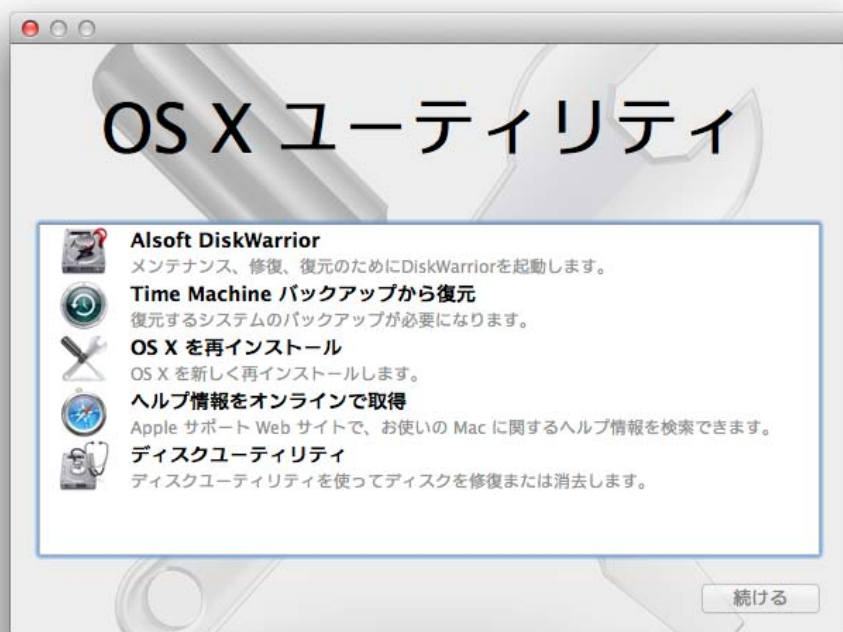 OS X ユーティリティ
Alsoft DiskWarrior
メンテナンス、修復、復元のためにDiskWarriorを起動します。
Time Machine バックアップから復元
復元するシステムのバックアップが必要になります。
OS X を再インストール
OS X を新しく再インストールします。
ヘルプ情報をオンラインで取得
Apple サポート Web サイトで、お使いの Mac に関するヘルプ情報を検索できます。
ディスクユーティリティ
ディスクユーティリティを使ってディスクを修復または消去します。
続ける